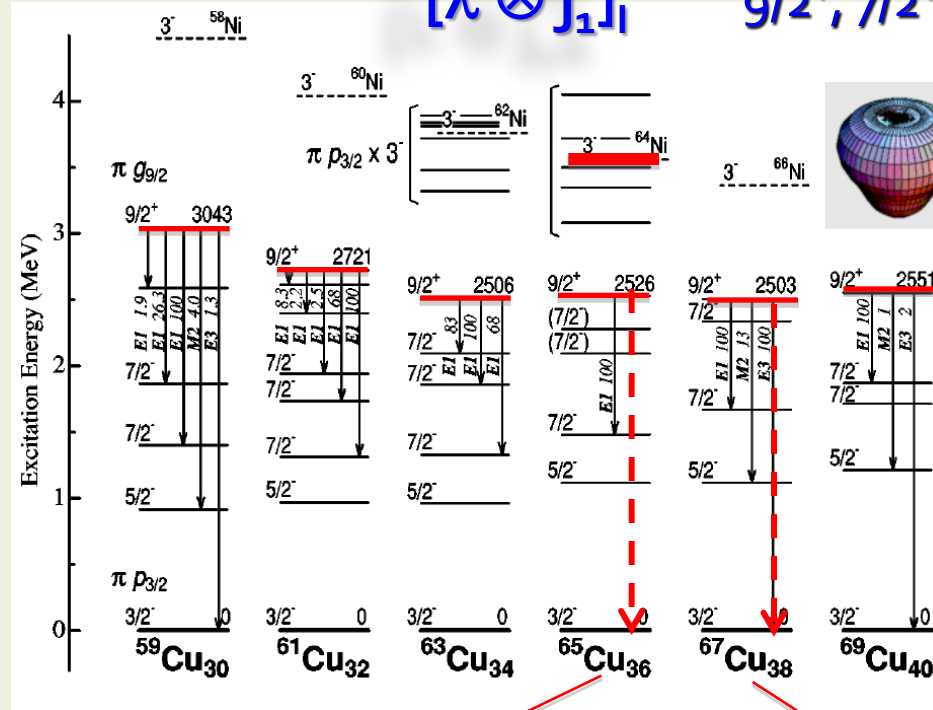 [λ ⊗ j₁]ᵢ 9/2⁺, 7/2⁺
3⁻ ⁵⁸Ni
3⁻ ⁶⁰Ni
3⁻ ⁶²Ni
3⁻ ⁶⁴Ni
3⁻ ⁶⁶Ni
π p₃/₂ x 3⁻
π g₉/₂
Excitation Energy (MeV)
4
3
2
1
0
9/2⁺ 3043
E1 1.9
E1 26.3
E1 100
M2 4.0
E3 1.3
7/2⁻
7/2⁻
5/2⁻
π p₃/₂
3/2⁻ 0
⁵⁹Cu₃₀
9/2⁺ 2721
E1 8.3
E1 2.2
E1 2.5
E1 68
E1 100
7/2⁻
7/2⁻
7/2⁻
5/2⁻
3/2⁻ 0
⁶¹Cu₃₂
9/2⁺ 2506
E1 83
E1 100
E1 68
7/2⁻
7/2⁻
7/2⁻
5/2⁻
3/2⁻ 0
⁶³Cu₃₄
9/2⁺ 2526
(7/2⁻)
(7/2⁻)
E1 100
7/2⁻
5/2⁻
3/2⁻ 0
⁶⁵Cu₃₆
9/2⁺ 2503
7/2⁻
E1 100
M2 13
E3 100
7/2⁻
5/2⁻
3/2⁻ 0
⁶⁷Cu₃₈
9/2⁺ 2551
E1 100
M2 1
E3 2
7/2⁻
7/2⁻
5/2⁻
3/2⁻ 0
⁶⁹Cu₄₀